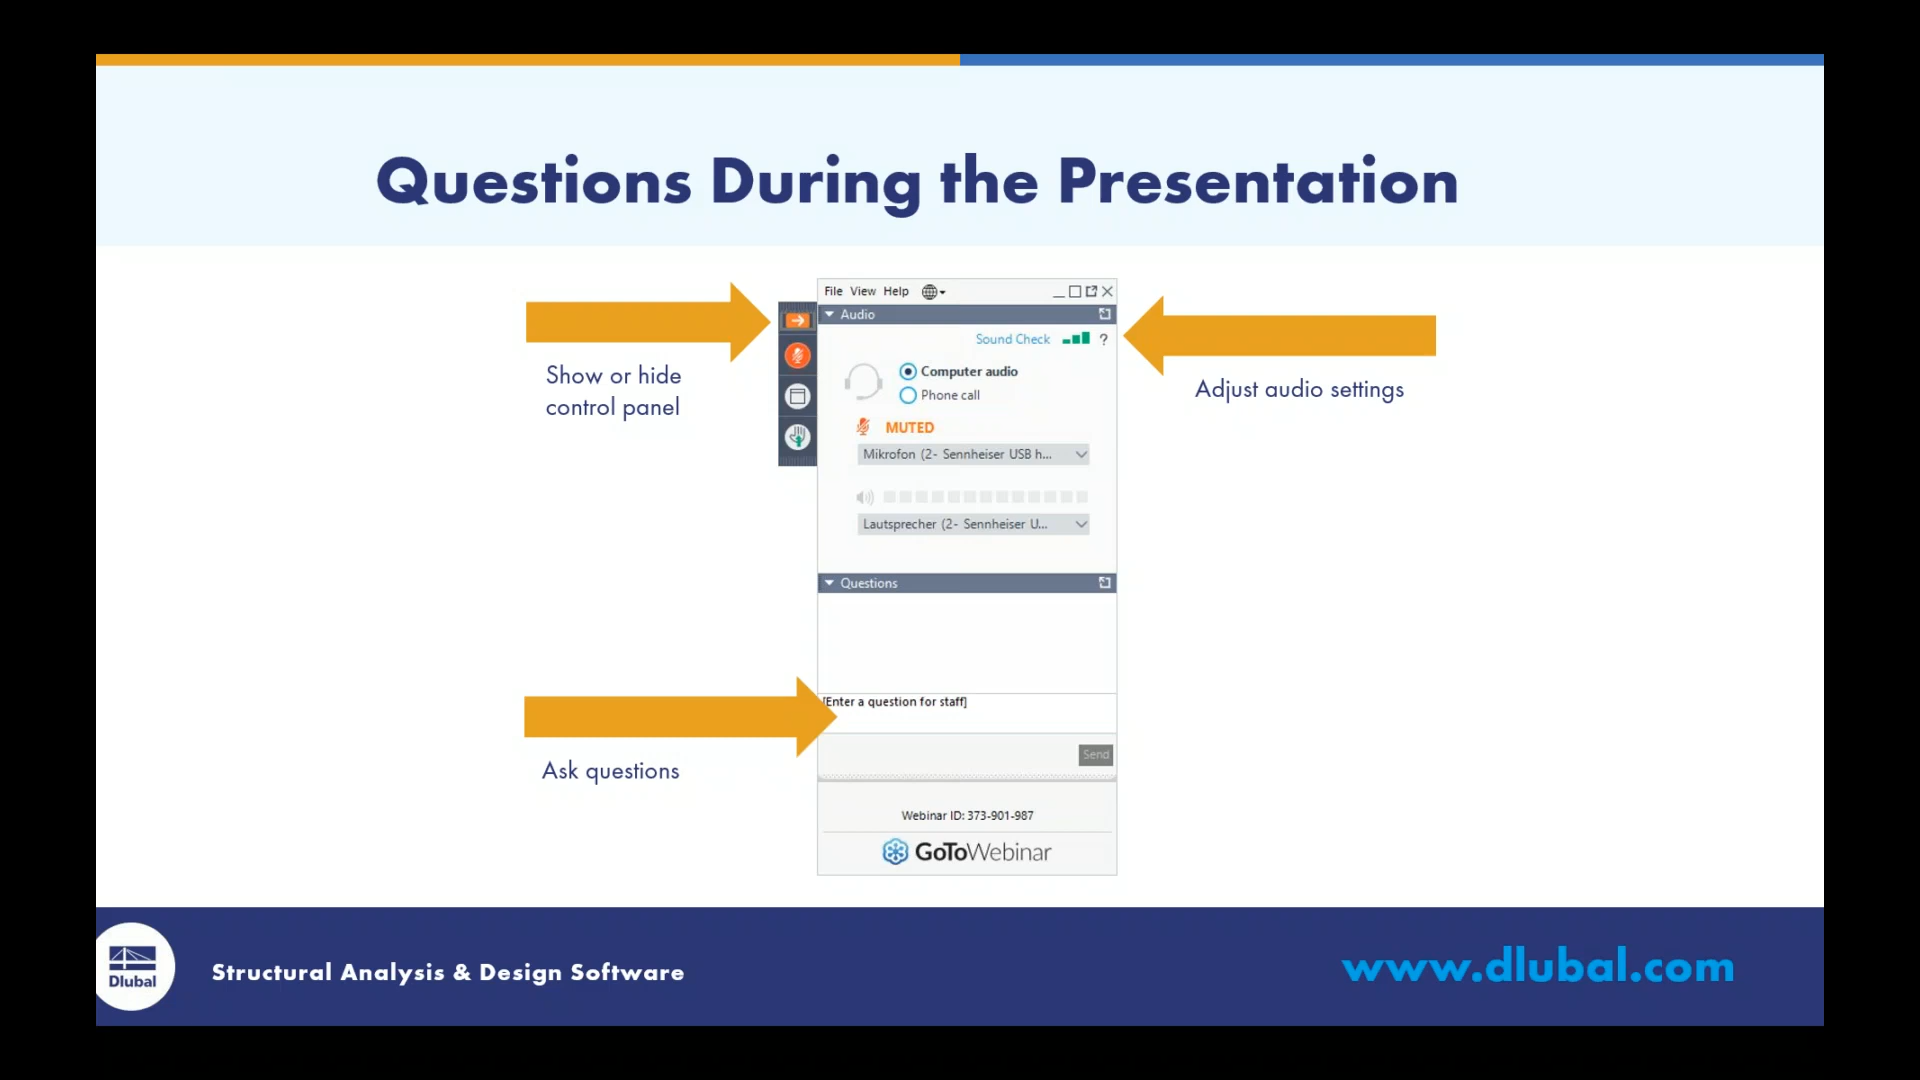 Questions During the Presentation
File View Help
Audio
Sound Check ?
Show or hide
control panel
Computer audio
Phone call
Adjust audio settings
MUTED
Mikrofon (2- Sennheiser USB h...
Lautsprecher (2- Sennheiser U...
Questions
[Enter a question for staff]
Send
Ask questions
Webinar ID: 373-901-987
GoToWebinar
Dlubal
Structural Analysis & Design Software
www.dlubal.com